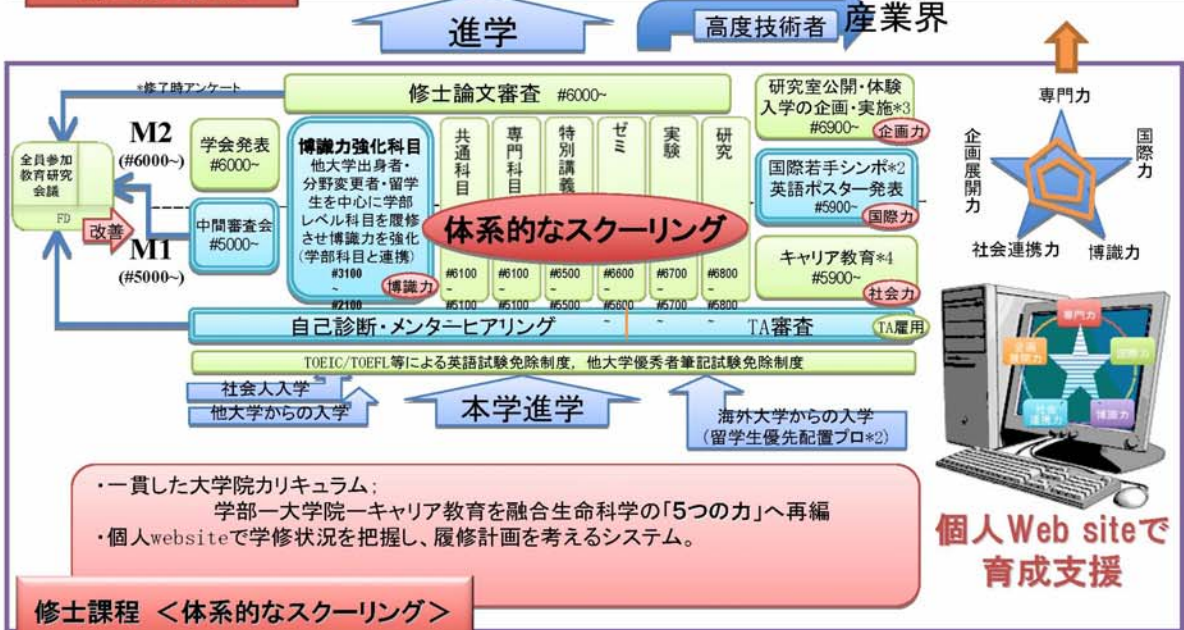 進学
高度技術者
産業界
*修了時アンケート
修士論文審査 #6000~
研究室公開・体験
入学の企画・実施*3
#6900~
企画力
専門力
企画展開力
国際力
社会連携力
博識力
M2
(#6000~)
学会発表
#6000~
全員参加
教育研究
会議
FD
改善
M1
(#5000~)
中間審査会
#5000~
博識力強化科目
他大学出身者・
分野変更者・留学
生を中心に学部
レベル科目を履修
させ博識力を強化
(学部科目と連携)
#3100
~
#2100
博識力
共通科目
専門科目
特別講義
ゼミ
実験
研究
体系的なスクーリング
#6100 #6100 #6500 #6600 #6700 #6800
~ ~ ~ ~ ~ ~
#5100 #5100 #5500 #5600 #5700 #5800
国際若手シンポ*2
英語ポスター発表
#5900~
国際力
キャリア教育*4
#5900~
社会力
自己診断・メンターヒアリング ~ ~ ~ TA審査
TA雇用
TOEIC/TOEFL等による英語試験免除制度, 他大学優秀者筆記試験免除制度
社会人入学
他大学からの入学
本学進学
海外大学からの入学
(留学生優先配置プロ*2)
専門力
企画展開力
国際力
社会連携力
博識力
・一貫した大学院カリキュラム;
学部ー大学院ーキャリア教育を融合生命科学の「5つの力」へ再編
・個人websiteで学修状況を把握し、履修計画を考えるシステム。
個人Web siteで
育成支援
修士課程 <体系的なスクーリング>